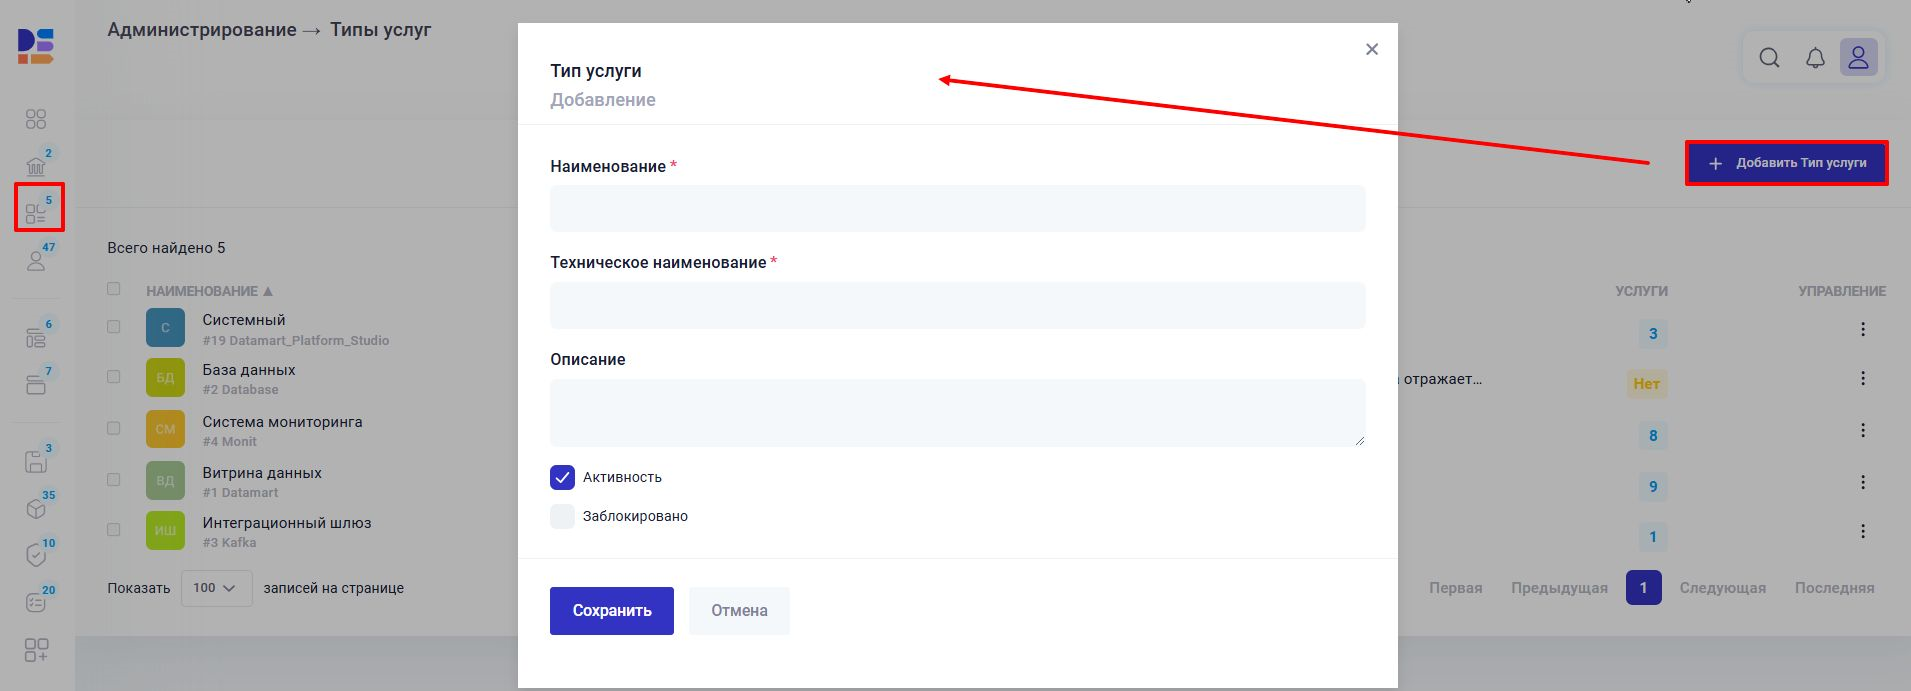 Администрирование → Типы услуг
2
5
47
6
7
3
35
10
20
Добавить Тип услуги
Всего найдено 5
НАИМЕНОВАНИЕ ▲
УСЛУГИ
УПРАВЛЕНИЕ
С
Системный
#19 Datamart_Platform_Studio
3
БД
База данных
#2 Database
отражает...
Нет
СМ
Система мониторинга
#4 Monit
8
ВД
Витрина данных
#1 Datamart
9
ИШ
Интеграционный шлюз
#3 Kafka
1
Показать 100 записей на странице
Первая Предыдущая 1 Следующая Последняя
Тип услуги
Добавление
Наименование *
Техническое наименование *
Описание
Активность
Заблокировано
Сохранить Отмена